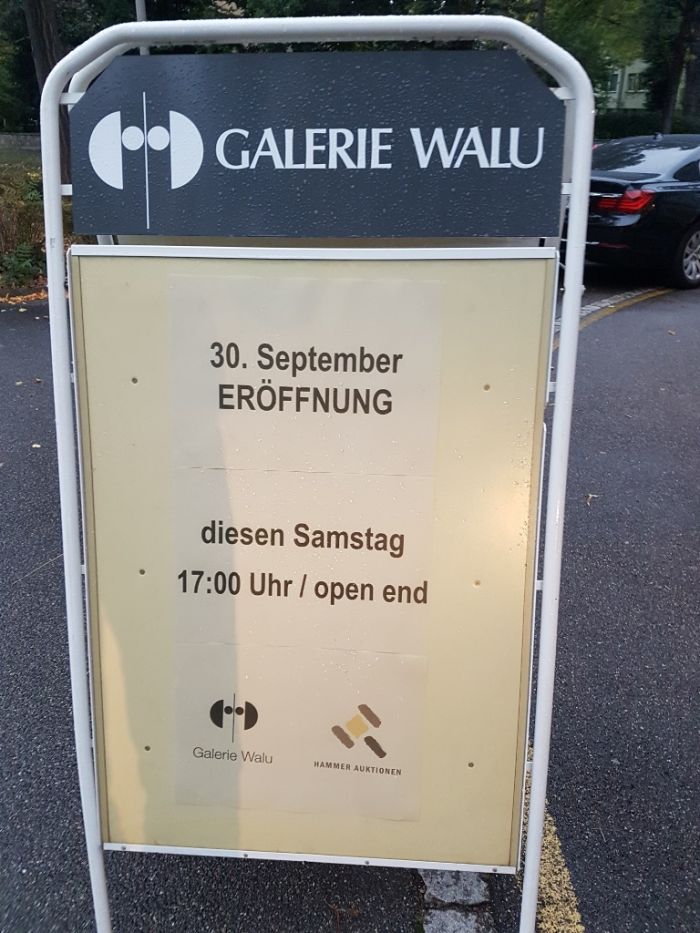 GALERIE WALU
30. September
ERÖFFNUNG
diesen Samstag
17:00 Uhr / open end
Galerie Walu
HAMMER AUKTIONEN